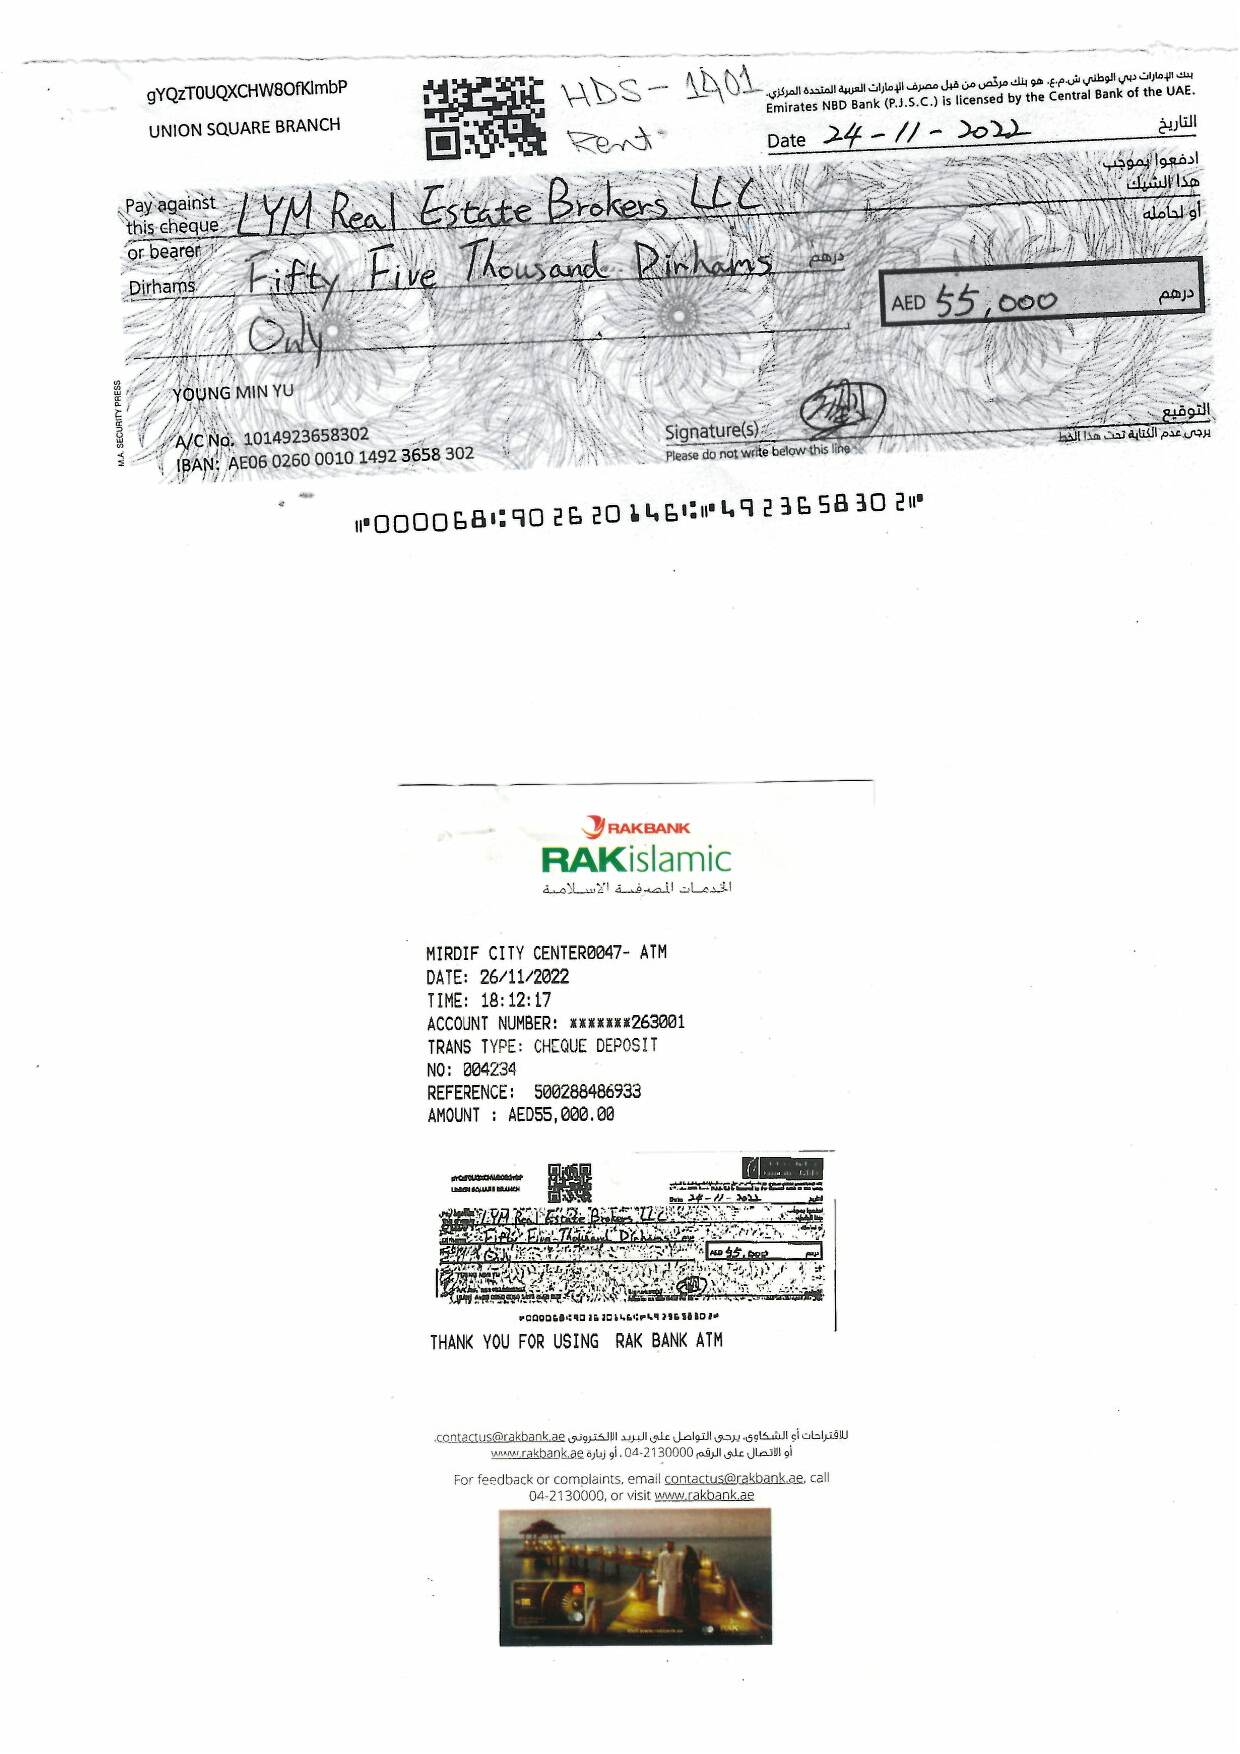 gYQzT0UQXCHW8OfKlmbP
UNION SQUARE BRANCH
HDS - 1401
Rent
بنك الإمارات دبي الوطني ش.م.ع. هو بنك مرخّص من قبل مصرف الإمارات العربية المتحدة المركزي.
Emirates NBD Bank (P.J.S.C.) is licensed by the Central Bank of the UAE.
Date 24-11-2022 التاريخ
ادفعوا بموجب
هذا الشيك
أو لحامله
Pay against
this cheque LYM Real Estate Brokers LLC
or bearer
Dirhams Fifty Five Thousand Dirhams درهم
Only
AED 55,000 درهم
YOUNG MIN YU
A/C No. 1014923658302
IBAN: AE06 0260 0010 1492 3658 302
Signature(s) التوقيع
Please do not write below this line يرجى عدم الكتابة تحت هذا الخط
M.A. SECURITY PRESS
⑈000068⑆902620146⑆⑈4923658302⑈
RAKBANK
RAKislamic
الخدمات المصرفية الإسلامية
MIRDIF CITY CENTER0047- ATM
DATE: 26/11/2022
TIME: 18:12:17
ACCOUNT NUMBER: *******263001
TRANS TYPE: CHEQUE DEPOSIT
NO: 004234
REFERENCE: 500288486933
AMOUNT : AED55,000.00
UNION SQUARE BRANCH
Date 24-11-2022
LYM Real Estate Brokers LLC
Fifty Five Thousand Dirhams
Only
AED 55,000
⑈000068⑆902620146⑆⑈4923658302⑈
THANK YOU FOR USING RAK BANK ATM
للاقتراحات أو الشكاوى، يرجى التواصل على البريد الإلكتروني contactus@rakbank.ae،
أو الاتصال على الرقم 2130000-04، أو زيارة www.rakbank.ae
For feedback or complaints, email contactus@rakbank.ae, call
04-2130000, or visit www.rakbank.ae